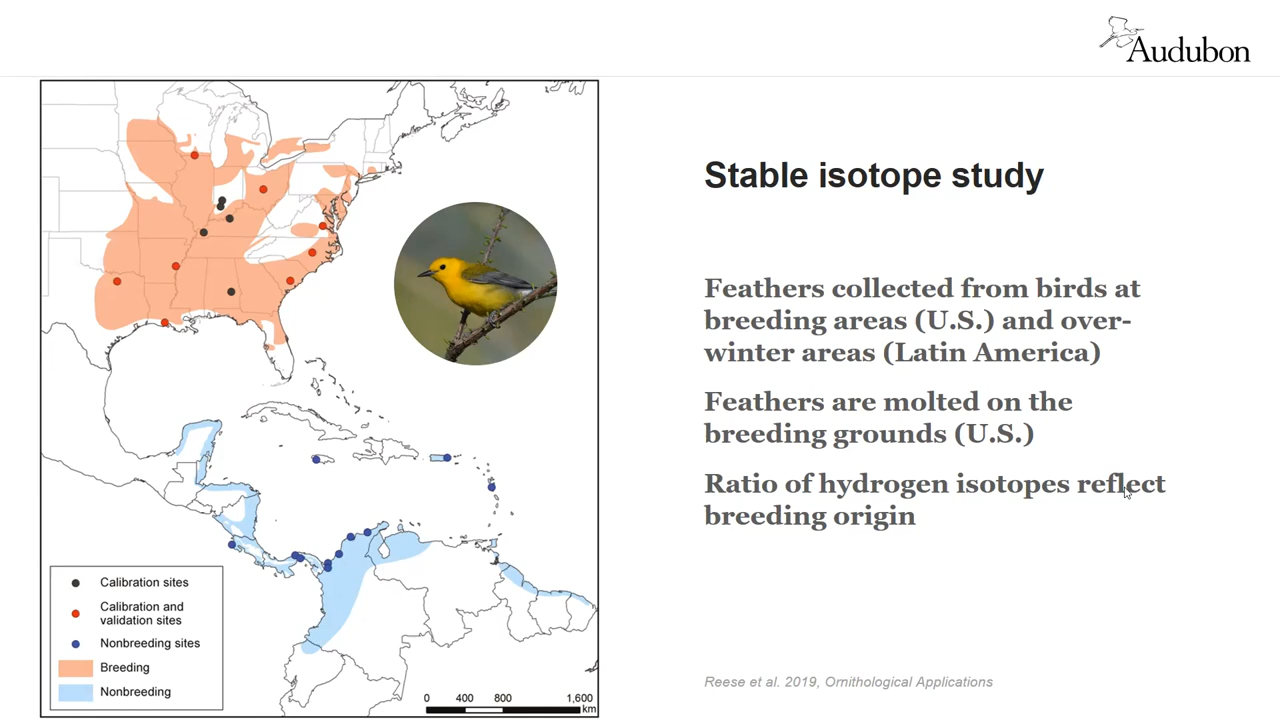 Audubon
Stable isotope study
Feathers collected from birds at
breeding areas (U.S.) and over-
winter areas (Latin America)
Feathers are molted on the
breeding grounds (U.S.)
Ratio of hydrogen isotopes reflect
breeding origin
Reese et al. 2019, Ornithological Applications
Calibration sites
Calibration and
validation sites
Nonbreeding sites
Breeding
Nonbreeding
0 400 800 1,600
km